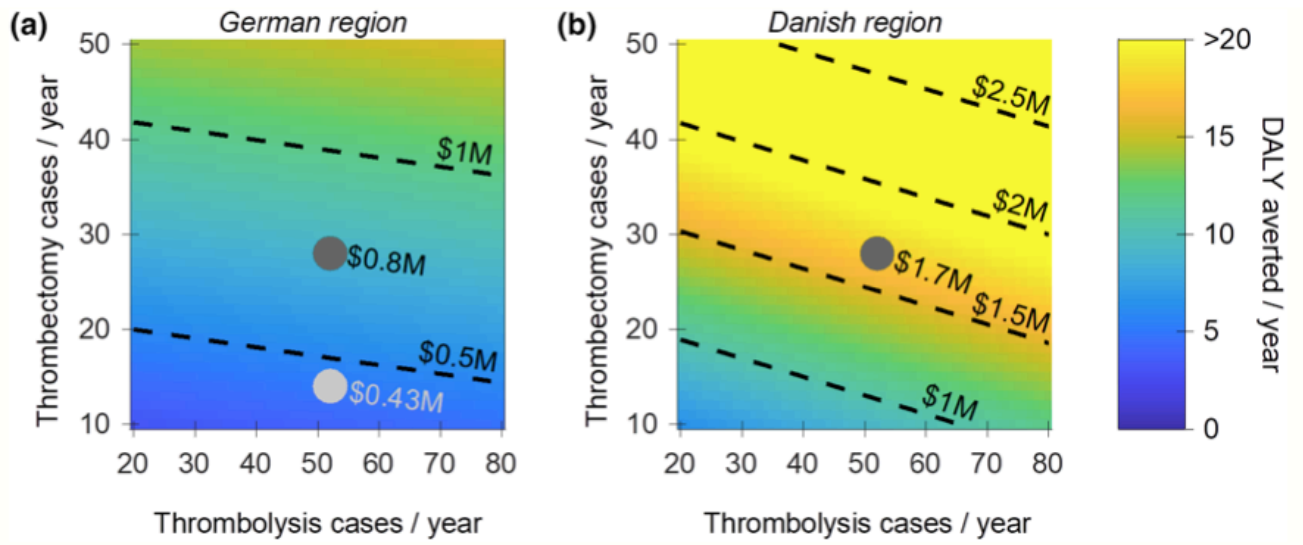 (a)
German region
Thrombectomy cases / year
50
40
30
20
10
$1M
$0.8M
$0.5M
$0.43M
20 30 40 50 60 70 80
Thrombolysis cases / year
(b)
Danish region
Thrombectomy cases / year
50
40
30
20
10
$2.5M
$2M
$1.7M
$1.5M
$1M
20 30 40 50 60 70 80
Thrombolysis cases / year
>20
15
10
5
0
DALY averted / year